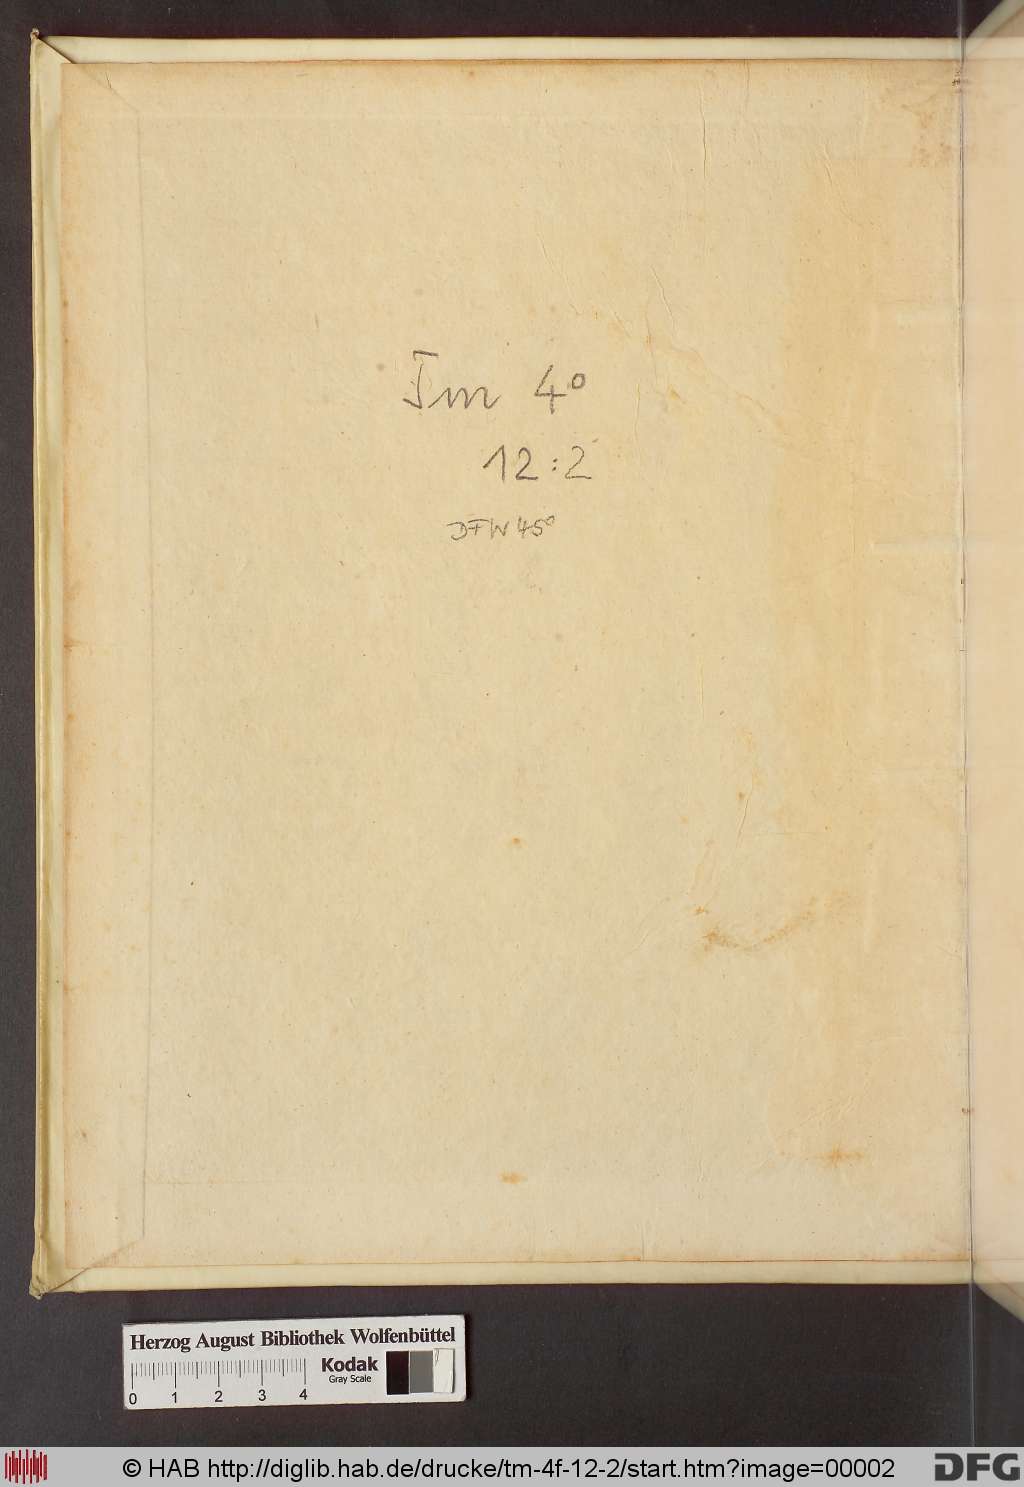 Tm 4°
12:2
DFW 45°
Herzog August Bibliothek Wolfenbüttel
Kodak
Gray Scale
0 1 2 3 4
© HAB http://diglib.hab.de/drucke/tm-4f-12-2/start.htm?image=00002
DFG